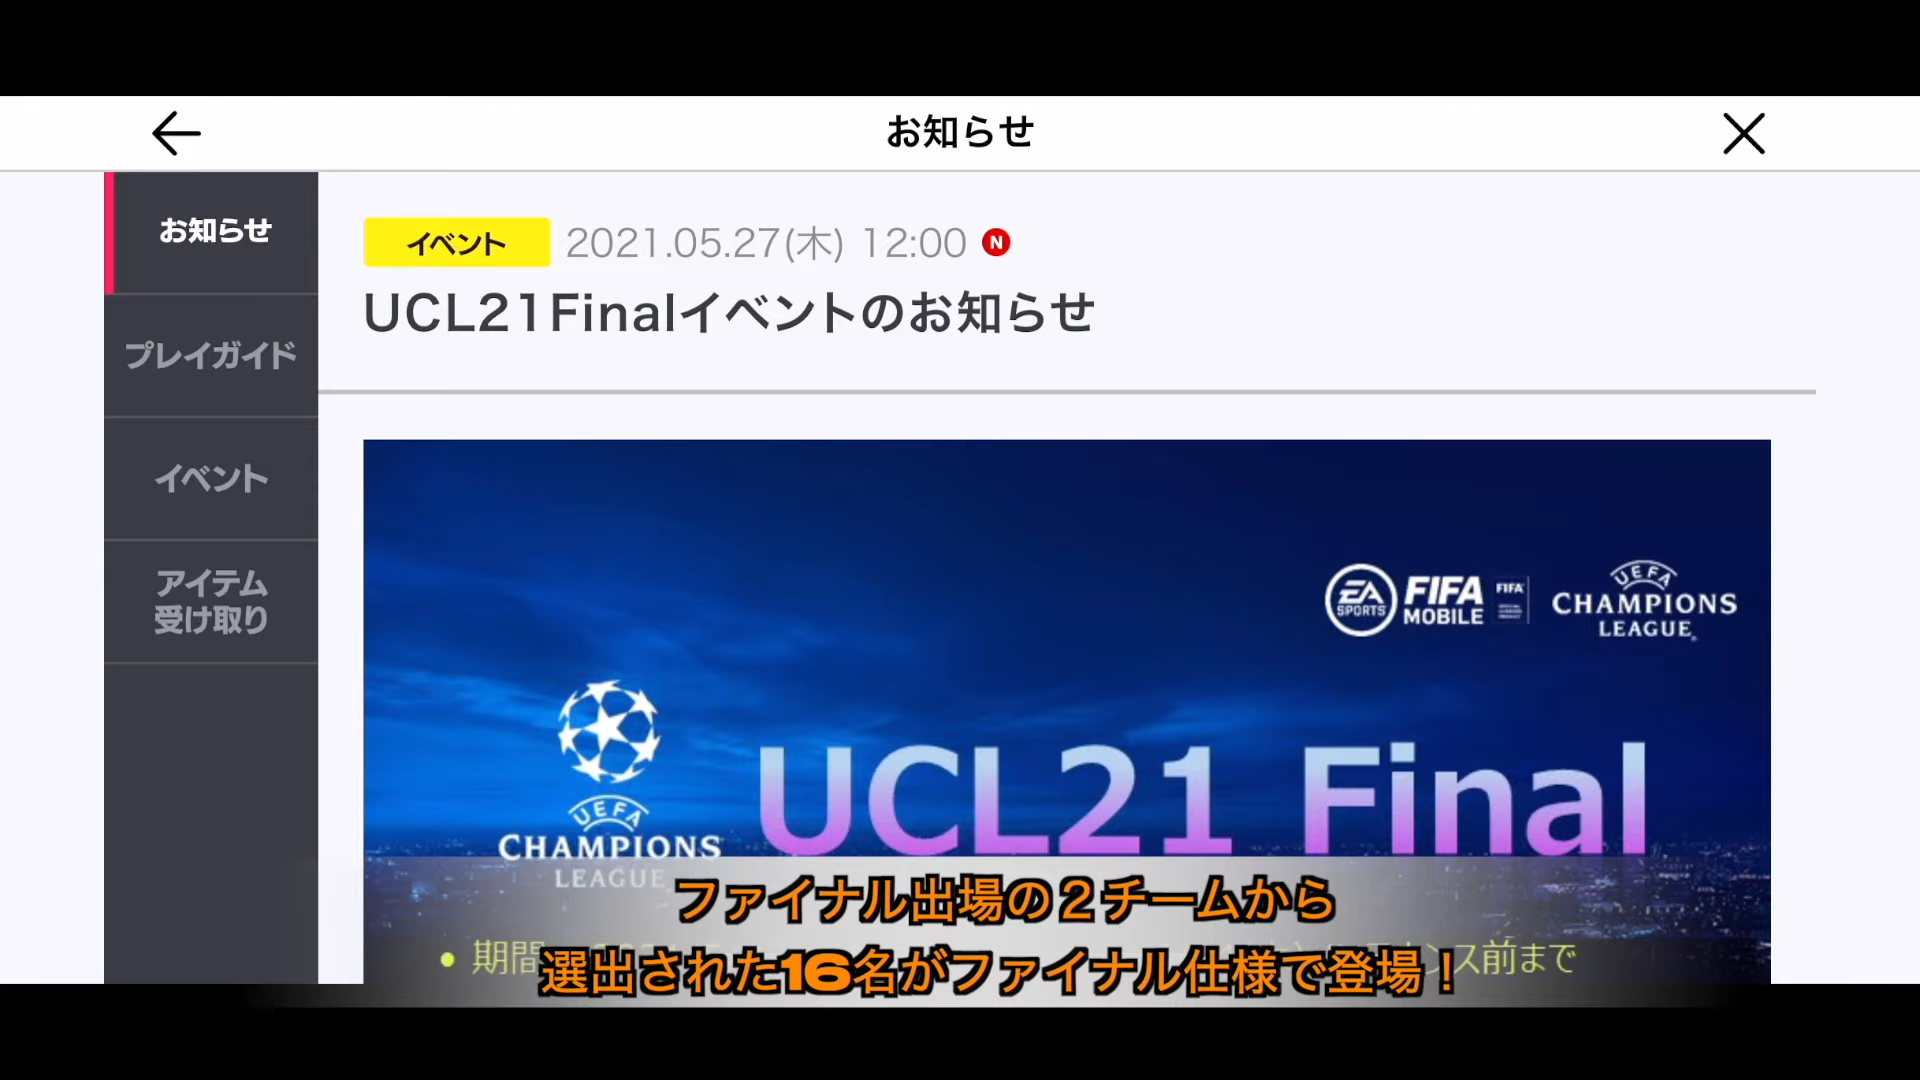 お知らせ
お知らせ
プレイガイド
イベント
アイテム
受け取り
イベント 2021.05.27(木) 12:00 N
UCL21Finalイベントのお知らせ
EA SPORTS FIFA MOBILE FIFA
UEFA
CHAMPIONS
LEAGUE
UEFA
CHAMPIONS
LEAGUE
UCL21 Final
ファイナル出場の2チームから
• 期間 ンス前まで
選出された16名がファイナル仕様で登場！